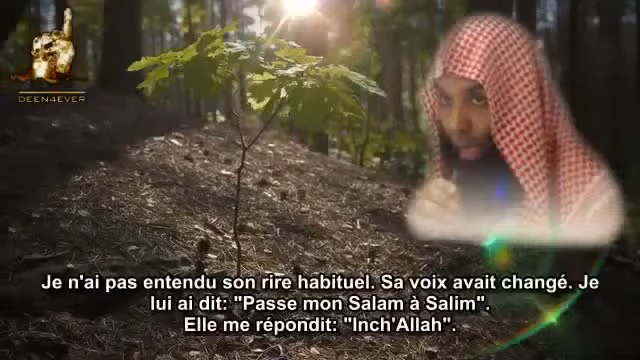 DEEN4EVER
Je n'ai pas entendu son rire habituel. Sa voix avait changé. Je
lui ai dit: "Passe mon Salam à Salim".
Elle me répondit: "Inch'Allah".